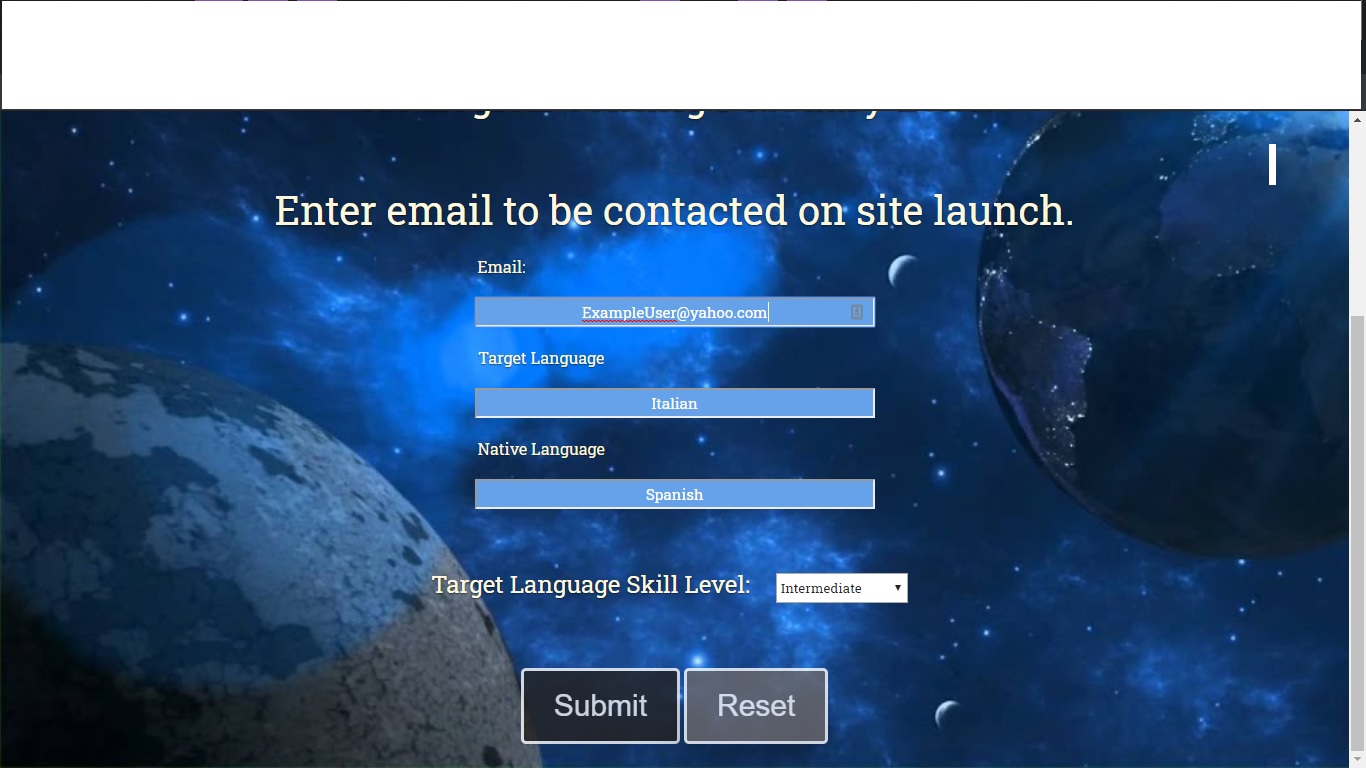 Enter email to be contacted on site launch.
Email:
ExampleUser@yahoo.com
Target Language
Italian
Native Language
Spanish
Target Language Skill Level: Intermediate
Submit Reset